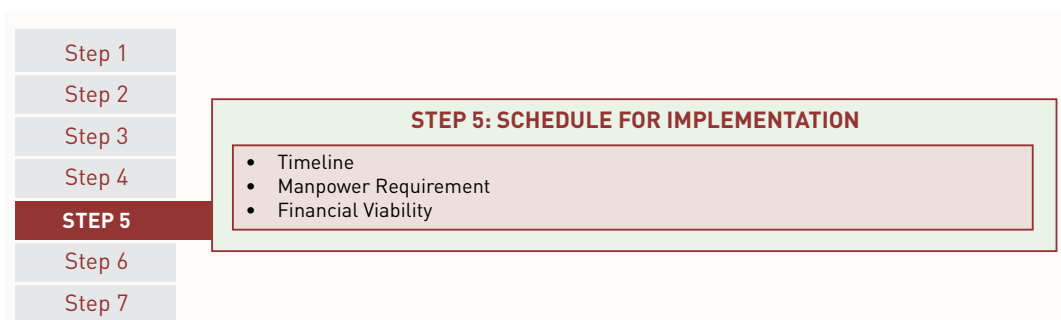 Step 1
Step 2
Step 3
Step 4
STEP 5
Step 6
Step 7
STEP 5: SCHEDULE FOR IMPLEMENTATION
• Timeline
• Manpower Requirement
• Financial Viability